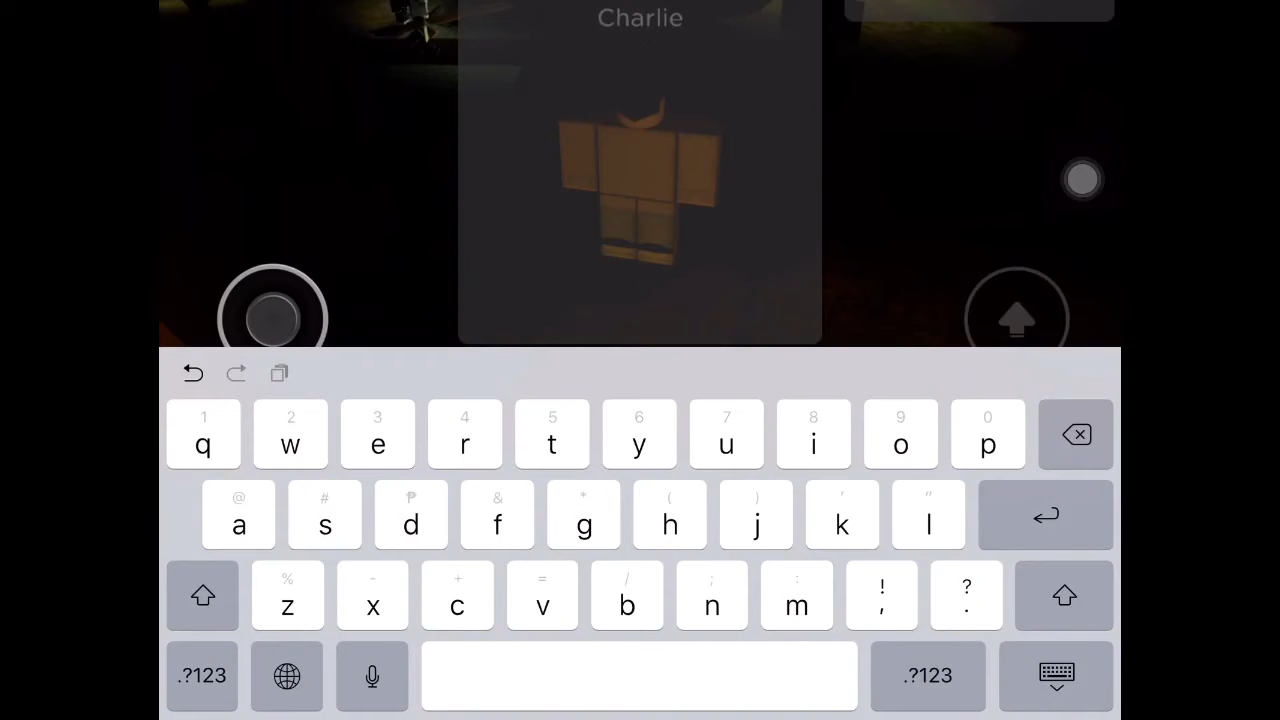 Charlie
1 2 3 4 5 6 7 8 9 0
q w e r t y u i o p
@ # ₱ & * ( ) ' "
a s d f g h j k l
% - + = / ; : ! ?
z x c v b n m , .
.?123 .?123